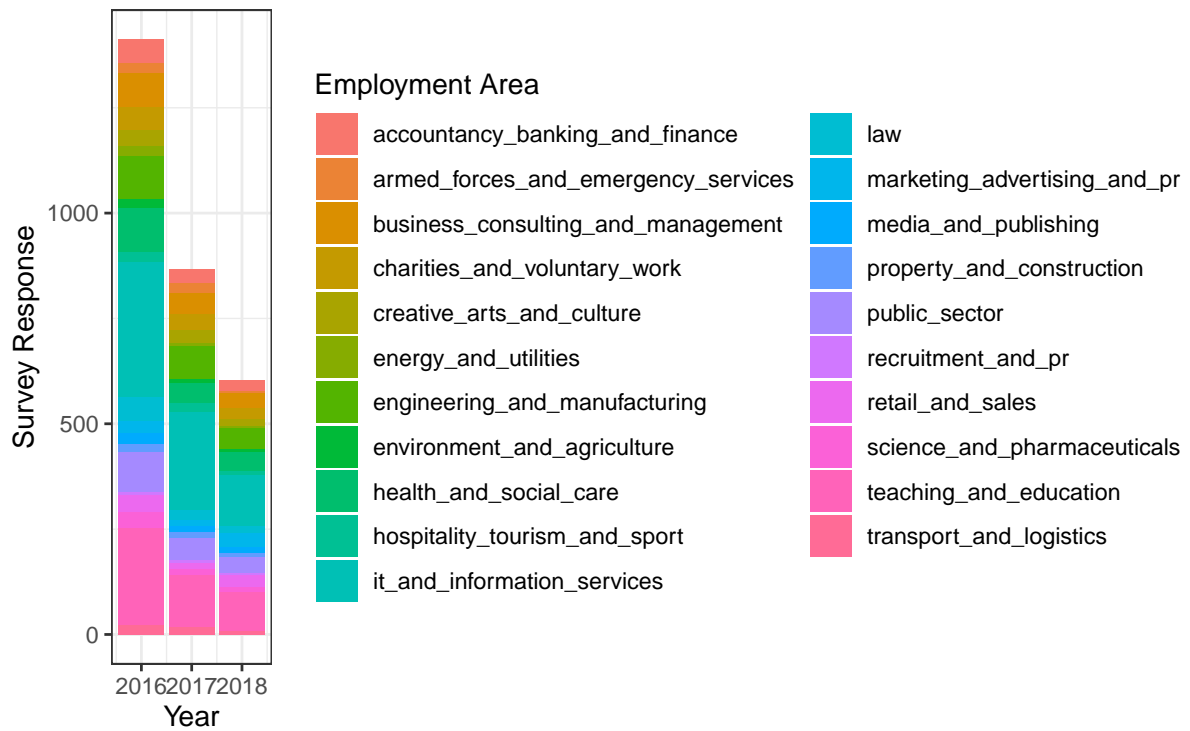 Survey Response
1000
500
0
2016
2017
2018
Year
Employment Area
accountancy_banking_and_finance
armed_forces_and_emergency_services
business_consulting_and_management
charities_and_voluntary_work
creative_arts_and_culture
energy_and_utilities
engineering_and_manufacturing
environment_and_agriculture
health_and_social_care
hospitality_tourism_and_sport
it_and_information_services
law
marketing_advertising_and_pr
media_and_publishing
property_and_construction
public_sector
recruitment_and_pr
retail_and_sales
science_and_pharmaceuticals
teaching_and_education
transport_and_logistics